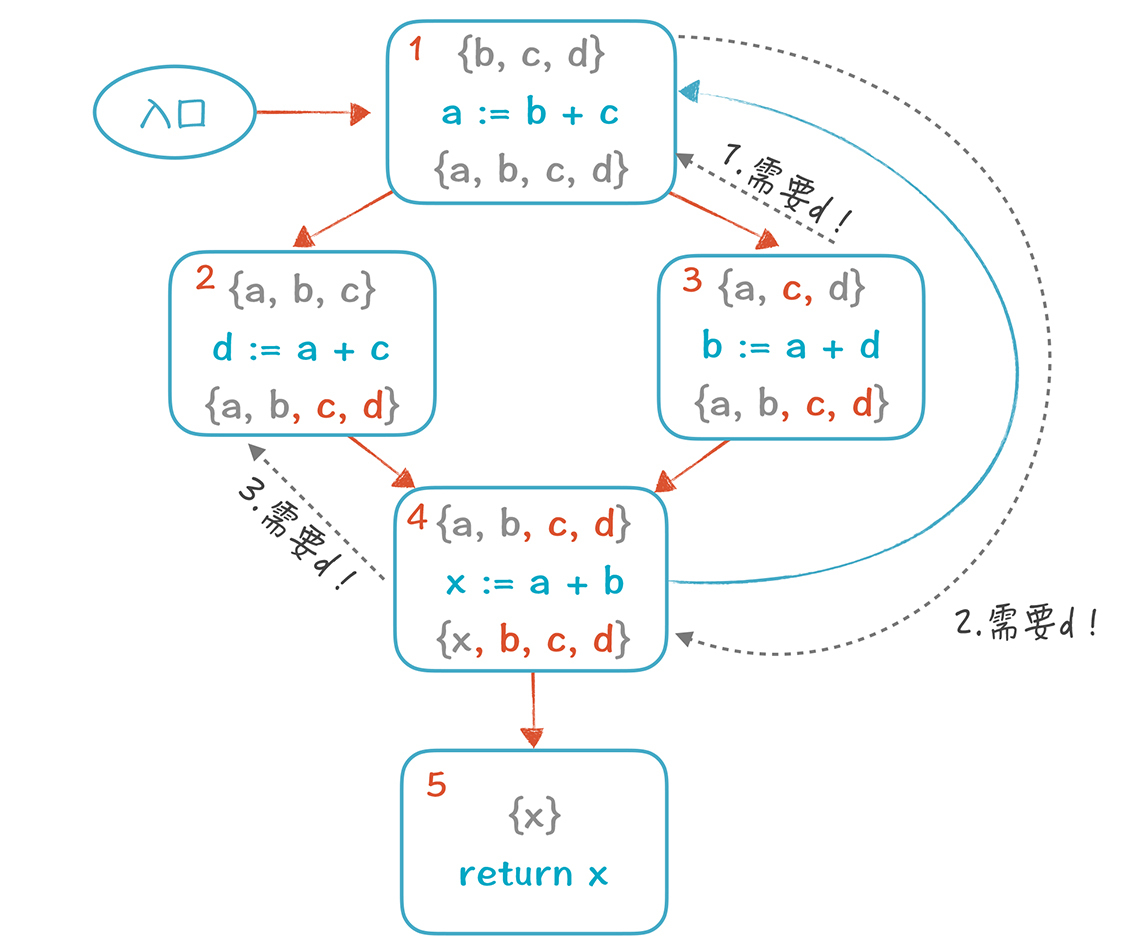 入口
1
{b, c, d}
a := b + c
{a, b, c, d}
1.需要d！
2
{a, b, c}
d := a + c
{a, b, c, d}
3
{a, c, d}
b := a + d
{a, b, c, d}
3.需要d！
4
{a, b, c, d}
x := a + b
{x, b, c, d}
2.需要d！
5
{x}
return x